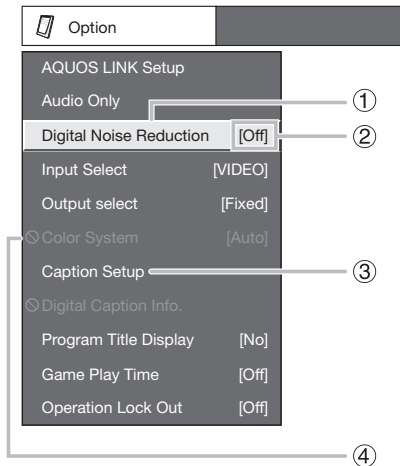 Option
AQUOS LINK Setup
Audio Only
①
Digital Noise Reduction [Off]
②
Input Select [VIDEO]
Output select [Fixed]
Color System [Auto]
Caption Setup
③
Digital Caption Info.
Program Title Display [No]
Game Play Time [Off]
Operation Lock Out [Off]
④